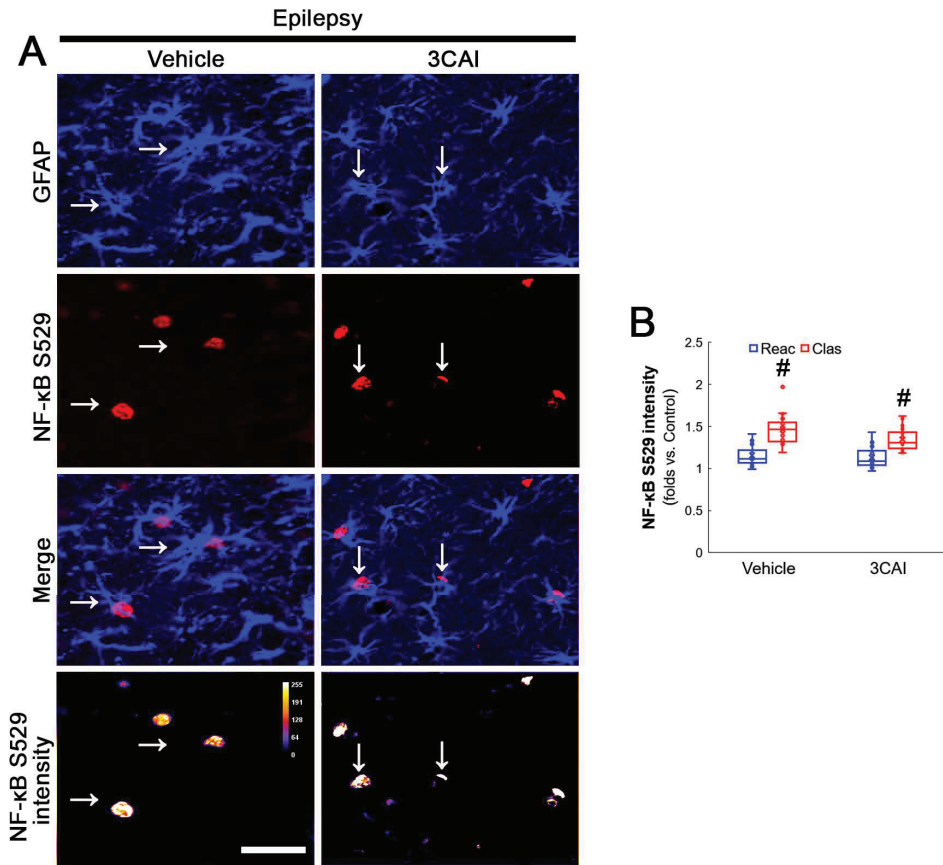 Epilepsy
A
Vehicle
3CAI
GFAP
NF-κB S529
Merge
NF-κB S529
intensity
255
191
128
64
0
B
2.5
2
1.5
1
0.5
0
NF-κB S529 intensity
(folds vs. Control)
Reac
Clas
#
#
Vehicle
3CAI